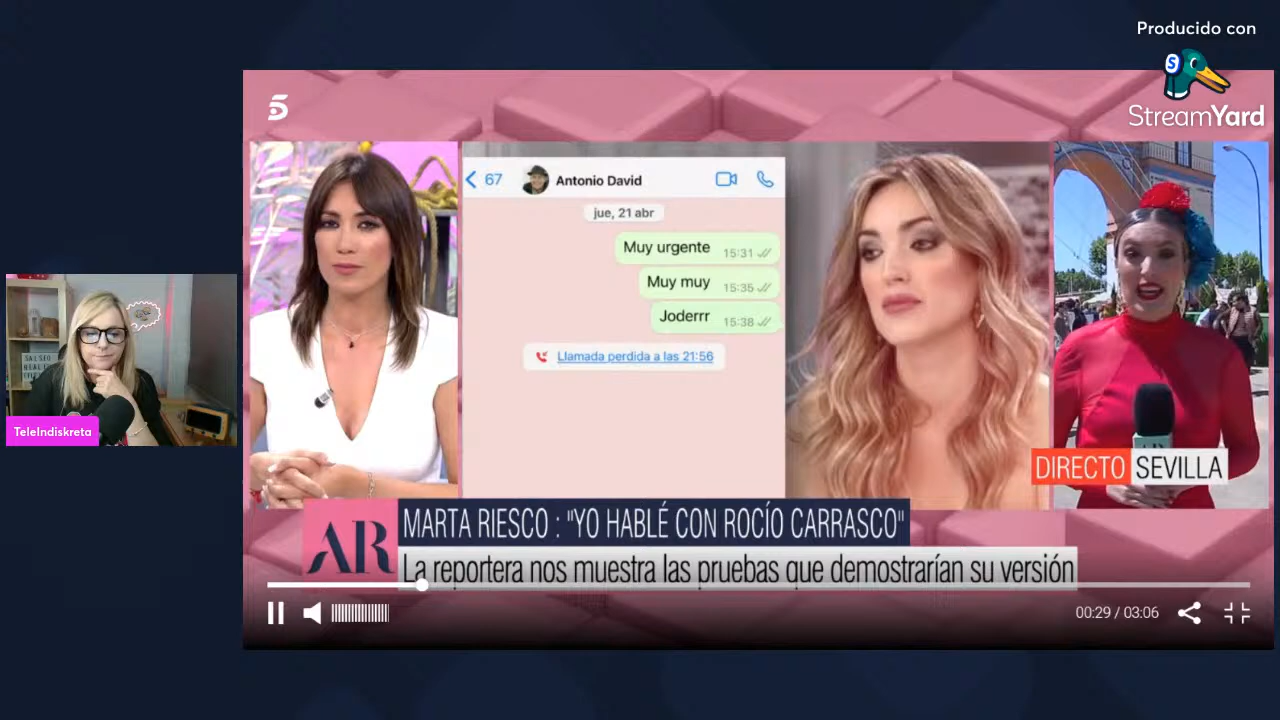 Producido con
StreamYard
67
Antonio David
jue, 21 abr
Muy urgente 15:31
Muy muy 15:35
Joderrr 15:38
Llamada perdida a las 21:56
TeleIndiskreta
DIRECTO SEVILLA
AR
MARTA RIESCO : "YO HABLÉ CON ROCÍO CARRASCO"
La reportera nos muestra las pruebas que demostrarían su versión
00:29 / 03:06